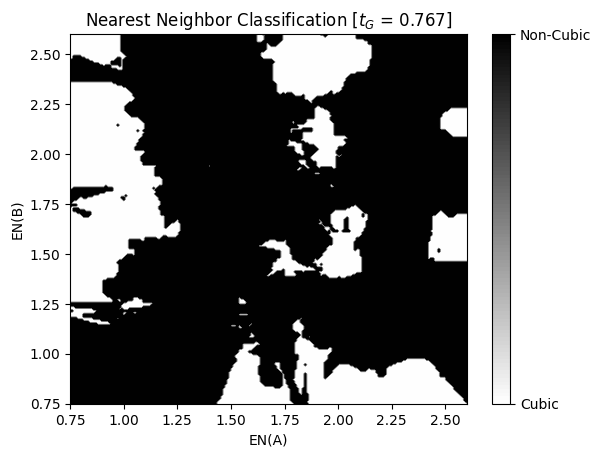 Nearest Neighbor Classification [$t_G$ = 0.767]
Non-Cubic
2.50
2.25
2.00
1.75
1.50
1.25
1.00
0.75
EN(B)
Cubic
0.75 1.00 1.25 1.50 1.75 2.00 2.25 2.50
EN(A)